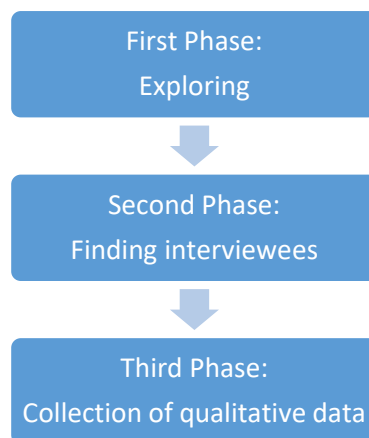 First Phase:
Exploring
Second Phase:
Finding interviewees
Third Phase:
Collection of qualitative data